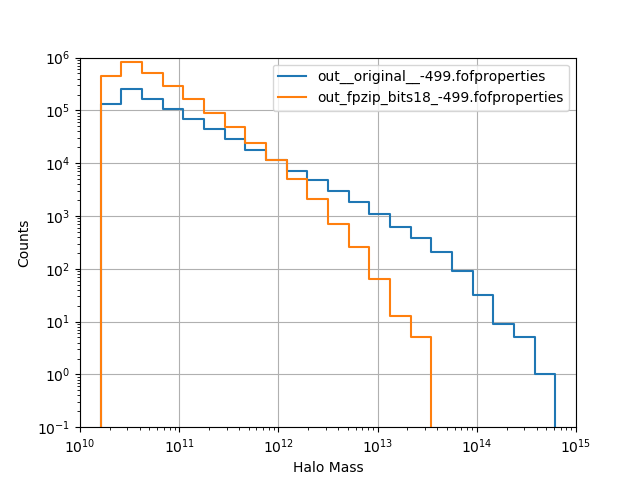 out__original__-499.fofproperties
out_fpzip_bits18_-499.fofproperties
10^6
10^5
10^4
10^3
10^2
10^1
10^0
10^-1
Counts
10^10 10^11 10^12 10^13 10^14 10^15
Halo Mass